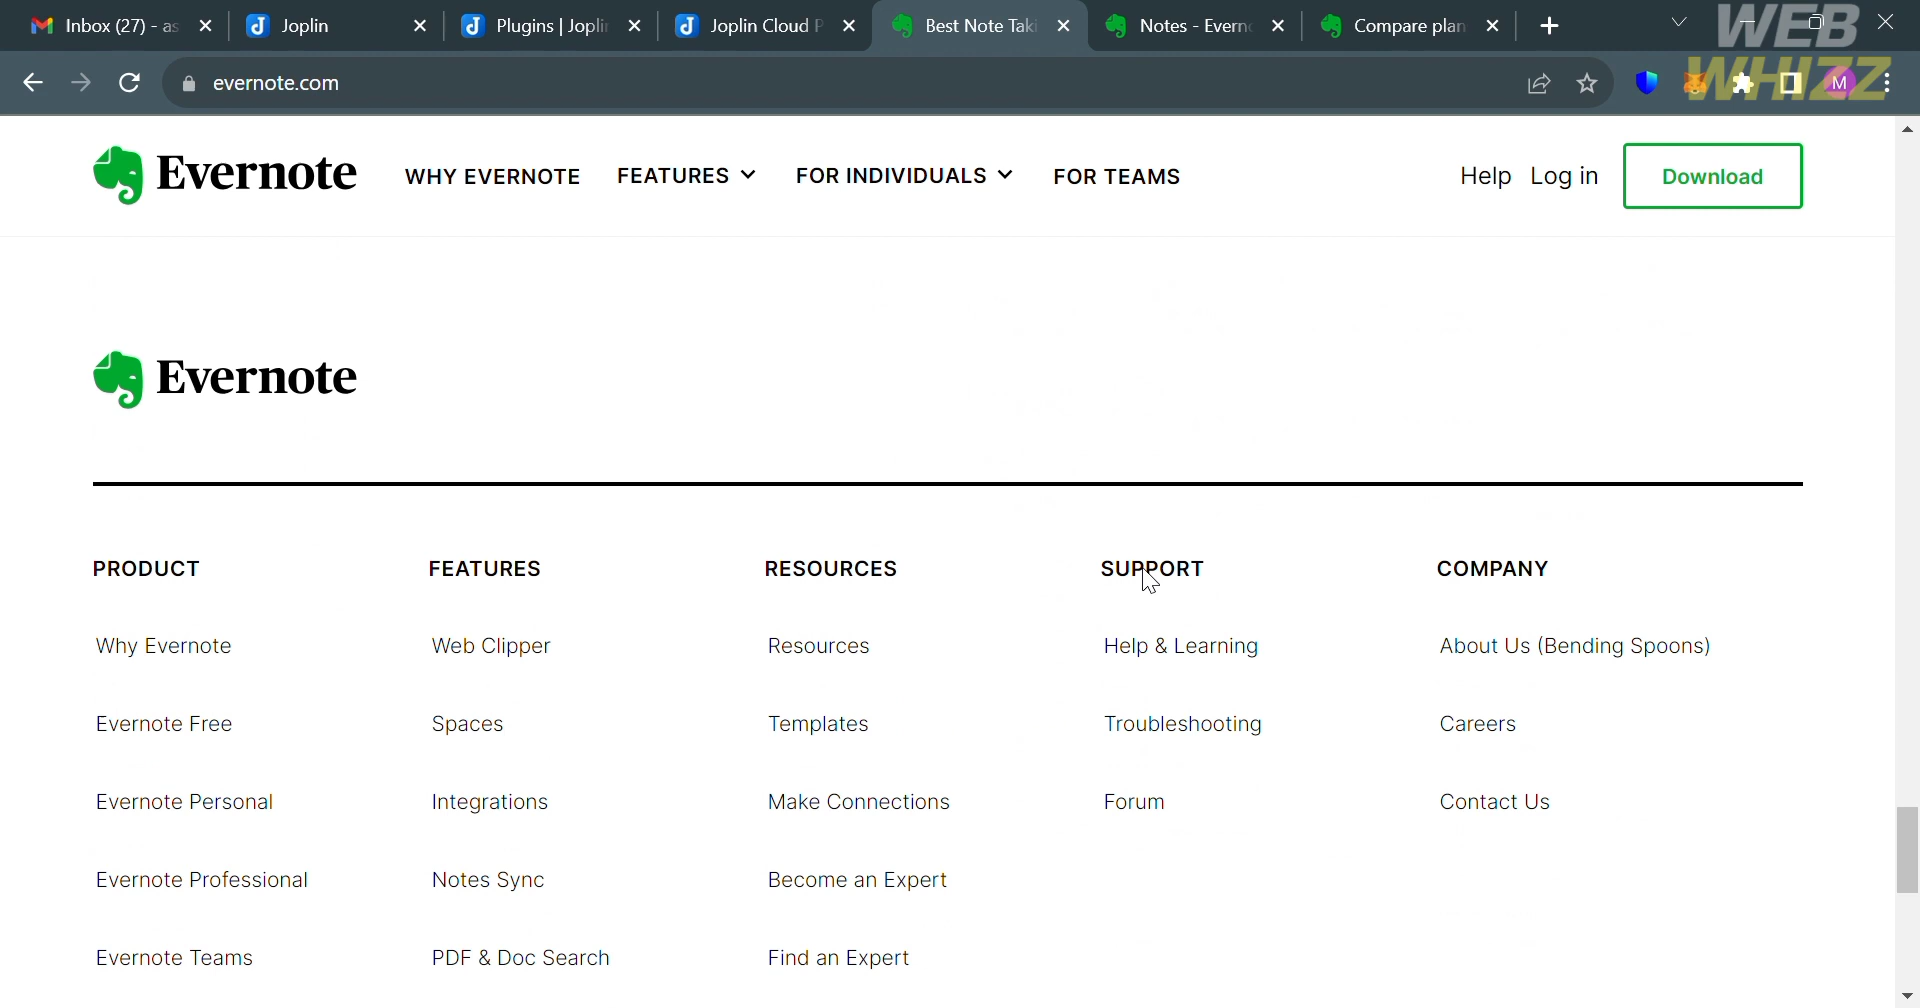 Inbox (27) - as
Joplin
Plugins | Joplin
Joplin Cloud P
Best Note Taki
Notes - Everno
Compare plan
WEB
WHIZZ
evernote.com
M
Evernote
WHY EVERNOTE
FEATURES
FOR INDIVIDUALS
FOR TEAMS
Help
Log in
Download
Evernote
PRODUCT
FEATURES
RESOURCES
SUPPORT
COMPANY
Why Evernote
Web Clipper
Resources
Help & Learning
About Us (Bending Spoons)
Evernote Free
Spaces
Templates
Troubleshooting
Careers
Evernote Personal
Integrations
Make Connections
Forum
Contact Us
Evernote Professional
Notes Sync
Become an Expert
Evernote Teams
PDF & Doc Search
Find an Expert